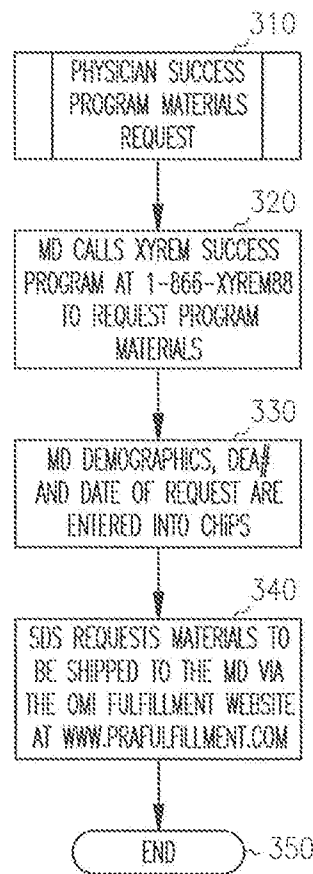 310
PHYSICIAN SUCCESS
PROGRAM MATERIALS
REQUEST
320
MD CALLS XYREM SUCCESS
PROGRAM AT 1-866-XYREM88
TO REQUEST PROGRAM
MATERIALS
330
MD DEMOGRAPHICS, DEA#
AND DATE OF REQUEST ARE
ENTERED INTO CHIPS
340
SDS REQUESTS MATERIALS TO
BE SHIPPED TO THE MD VIA
THE OMI FULFILLMENT WEBSITE
AT WWW.PRAFULFILLMENT.COM
END
350